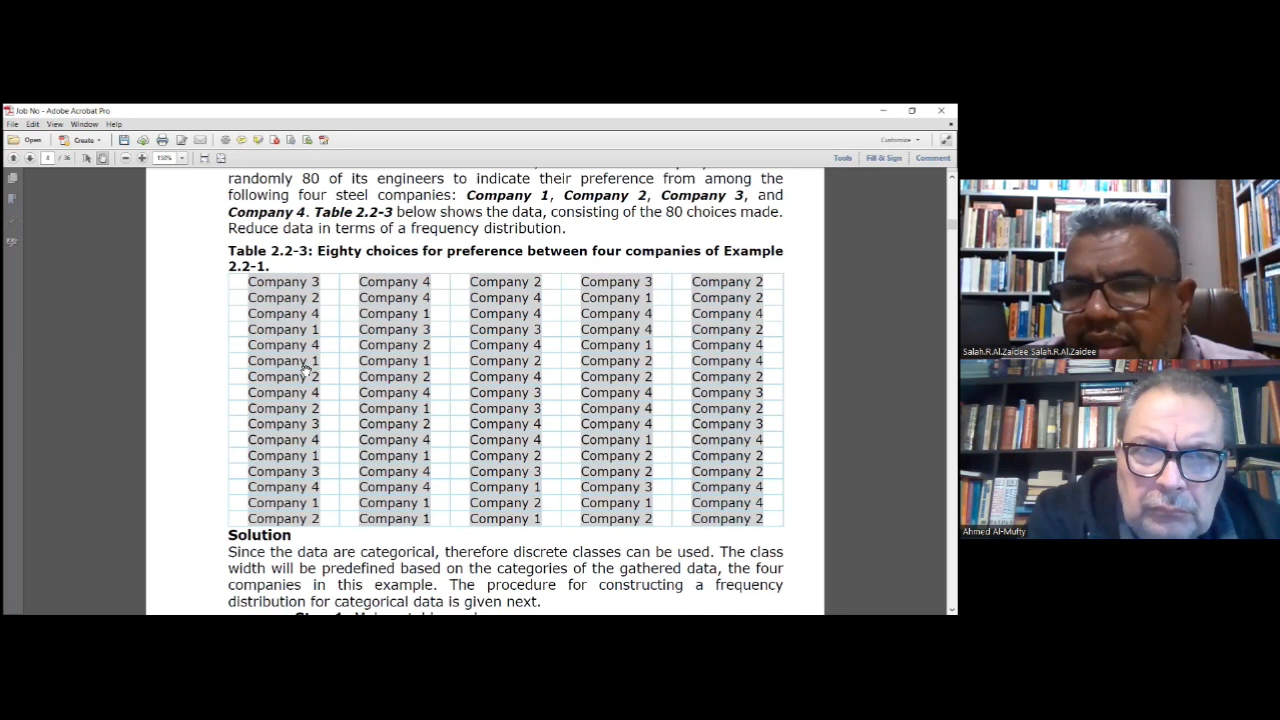 Job No - Adobe Acrobat Pro
File Edit View Window Help
Open Create Customize
4 / 36 150% Tools Fill & Sign Comment
randomly 80 of its engineers to indicate their preference from among the
following four steel companies: Company 1, Company 2, Company 3, and
Company 4. Table 2.2-3 below shows the data, consisting of the 80 choices made.
Reduce data in terms of a frequency distribution.
Table 2.2-3: Eighty choices for preference between four companies of Example
2.2-1.
Company 3 Company 4 Company 2 Company 3 Company 2
Company 2 Company 4 Company 4 Company 1 Company 2
Company 4 Company 1 Company 4 Company 4 Company 4
Company 1 Company 3 Company 3 Company 4 Company 2
Company 4 Company 2 Company 4 Company 1 Company 4
Company 1 Company 1 Company 2 Company 2 Company 4
Company 2 Company 2 Company 4 Company 2 Company 2
Company 4 Company 4 Company 3 Company 4 Company 3
Company 2 Company 1 Company 3 Company 4 Company 2
Company 3 Company 2 Company 4 Company 4 Company 3
Company 4 Company 4 Company 4 Company 1 Company 4
Company 1 Company 1 Company 2 Company 2 Company 2
Company 3 Company 4 Company 3 Company 2 Company 2
Company 4 Company 4 Company 1 Company 3 Company 4
Company 1 Company 1 Company 2 Company 1 Company 4
Company 2 Company 1 Company 1 Company 2 Company 2
Solution
Since the data are categorical, therefore discrete classes can be used. The class
width will be predefined based on the categories of the gathered data, the four
companies in this example. The procedure for constructing a frequency
distribution for categorical data is given next.
Salah.R.Al.Zaidee Salah.R.Al.Zaidee
Ahmed Al-Mufty